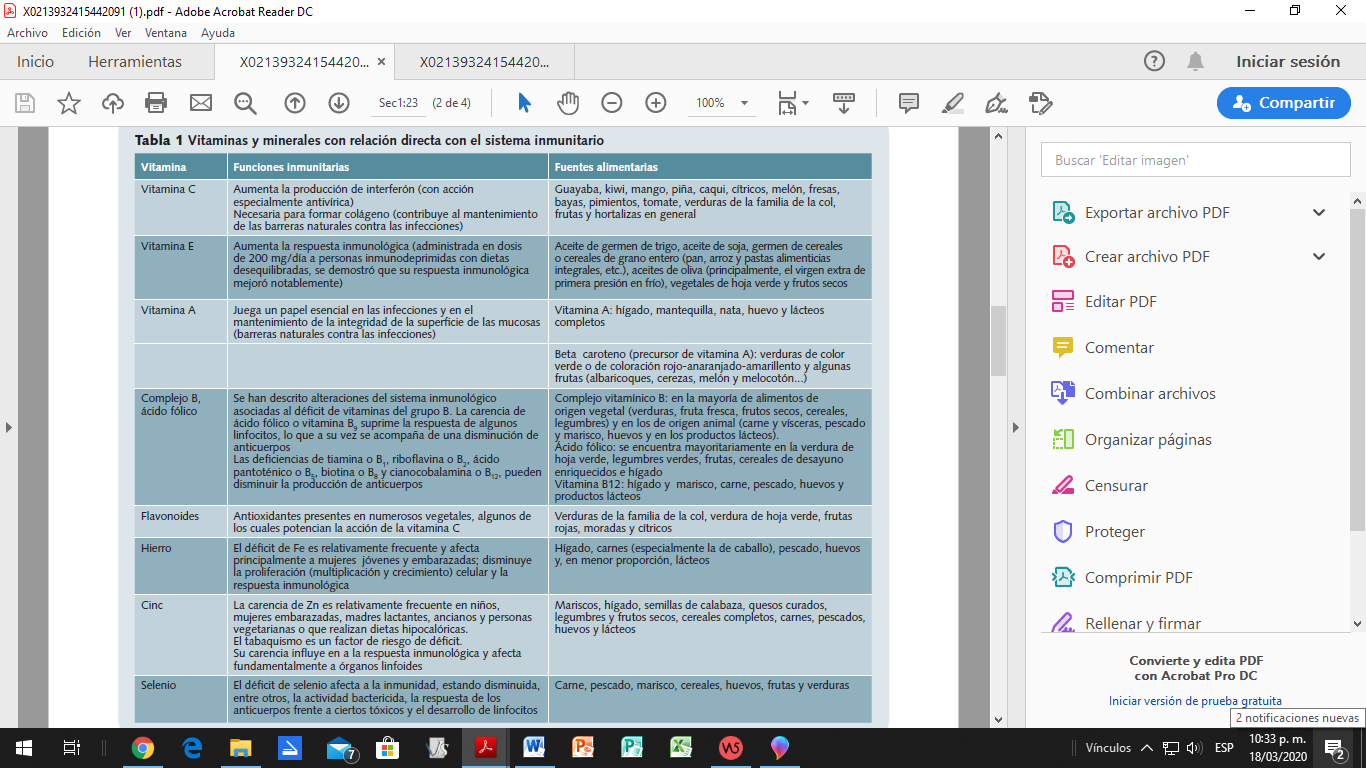 X0213932415442091 (1).pdf - Adobe Acrobat Reader DC
Archivo Edición Ver Ventana Ayuda
Inicio Herramientas X02139324154420... X02139324154420... Iniciar sesión
Sec1:23 (2 de 4) 100% Compartir
Tabla 1 Vitaminas y minerales con relación directa con el sistema inmunitario
Vitamina Funciones inmunitarias Fuentes alimentarias
Vitamina C
Aumenta la producción de interferón (con acción
especialmente antivírica)
Necesaria para formar colágeno (contribuye al mantenimiento
de las barreras naturales contra las infecciones)
Guayaba, kiwi, mango, piña, caqui, cítricos, melón, fresas,
bayas, pimientos, tomate, verduras de la familia de la col,
frutas y hortalizas en general
Vitamina E
Aumenta la respuesta inmunológica (administrada en dosis
de 200 mg/día a personas inmunodeprimidas con dietas
desequilibradas, se demostró que su respuesta inmunológica
mejoró notablemente)
Aceite de germen de trigo, aceite de soja, germen de cereales
o cereales de grano entero (pan, arroz y pastas alimenticias
integrales, etc.), aceites de oliva (principalmente, el virgen extra de
primera presión en frío), vegetales de hoja verde y frutos secos
Vitamina A
Juega un papel esencial en las infecciones y en el
mantenimiento de la integridad de la superficie de las mucosas
(barreras naturales contra las infecciones)
Vitamina A: hígado, mantequilla, nata, huevo y lácteos
completos
Beta caroteno (precursor de vitamina A): verduras de color
verde o de coloración rojo-anaranjado-amarillento y algunas
frutas (albaricoques, cerezas, melón y melocotón...)
Complejo B,
ácido fólico
Se han descrito alteraciones del sistema inmunológico
asociadas al déficit de vitaminas del grupo B. La carencia de
ácido fólico o vitamina B9 suprime la respuesta de algunos
linfocitos, lo que a su vez se acompaña de una disminución de
anticuerpos
Las deficiencias de tiamina o B1, riboflavina o B2, ácido
pantoténico o B5, biotina o B8 y cianocobalamina o B12, pueden
disminuir la producción de anticuerpos
Complejo vitamínico B: en la mayoría de alimentos de
origen vegetal (verduras, fruta fresca, frutos secos, cereales,
legumbres) y en los de origen animal (carne y vísceras, pescado
y marisco, huevos y en los productos lácteos).
Ácido fólico: se encuentra mayoritariamente en la verdura de
hoja verde, legumbres verdes, frutas, cereales de desayuno
enriquecidos e hígado
Vitamina B12: hígado y marisco, carne, pescado, huevos y
productos lácteos
Flavonoides
Antioxidantes presentes en numerosos vegetales, algunos de
los cuales potencian la acción de la vitamina C
Verduras de la familia de la col, verdura de hoja verde, frutas
rojas, moradas y cítricos
Hierro
El déficit de Fe es relativamente frecuente y afecta
principalmente a mujeres jóvenes y embarazadas; disminuye
la proliferación (multiplicación y crecimiento) celular y la
respuesta inmunológica
Hígado, carnes (especialmente la de caballo), pescado, huevos
y, en menor proporción, lácteos
Cinc
La carencia de Zn es relativamente frecuente en niños,
mujeres embarazadas, madres lactantes, ancianos y personas
vegetarianas o que realizan dietas hipocalóricas.
El tabaquismo es un factor de riesgo de déficit.
Su carencia influye en a la respuesta inmunológica y afecta
fundamentalmente a órganos linfoides
Mariscos, hígado, semillas de calabaza, quesos curados,
legumbres y frutos secos, cereales completos, carnes, pescados,
huevos y lácteos
Selenio
El déficit de selenio afecta a la inmunidad, estando disminuida,
entre otros, la actividad bactericida, la respuesta de los
anticuerpos frente a ciertos tóxicos y el desarrollo de linfocitos
Carne, pescado, marisco, cereales, huevos, frutas y verduras
Buscar 'Editar imagen'
Exportar archivo PDF
Crear archivo PDF
Editar PDF
Comentar
Combinar archivos
Organizar páginas
Censurar
Proteger
Comprimir PDF
Rellenar y firmar
Convierte y edita PDF
con Acrobat Pro DC
Iniciar versión de prueba gratuita
2 notificaciones nuevas
7
Vínculos ESP 10:33 p. m.
18/03/2020
2